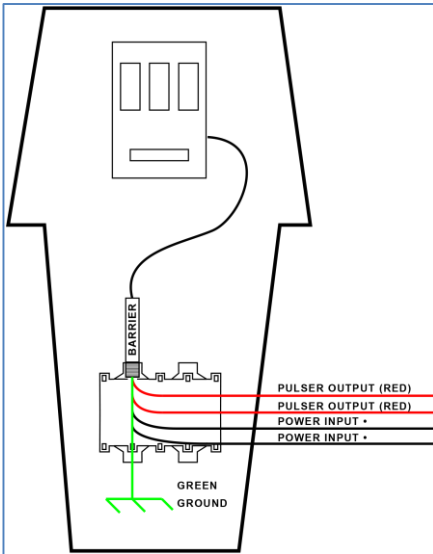 BARRIER
PULSER OUTPUT (RED)
PULSER OUTPUT (RED)
POWER INPUT •
POWER INPUT •
GREEN
GROUND